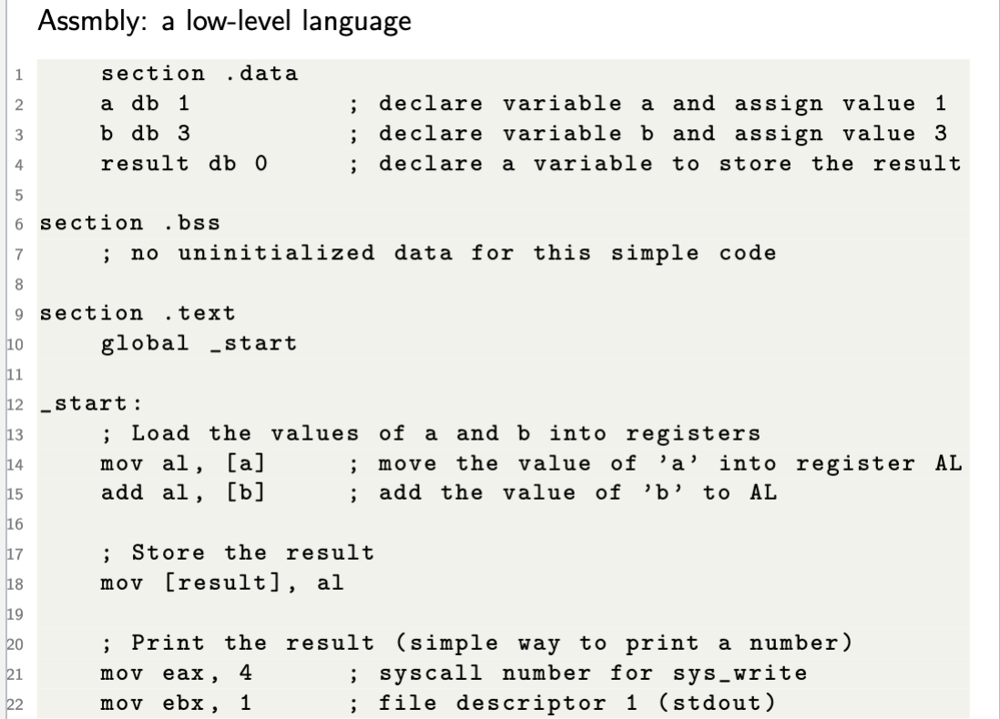 Assmbly: a low-level language
1 section .data
2 a db 1 ; declare variable a and assign value 1
3 b db 3 ; declare variable b and assign value 3
4 result db 0 ; declare a variable to store the result
5
6 section .bss
7 ; no uninitialized data for this simple code
8
9 section .text
10 global _start
11
12 _start:
13 ; Load the values of a and b into registers
14 mov al, [a] ; move the value of 'a' into register AL
15 add al, [b] ; add the value of 'b' to AL
16
17 ; Store the result
18 mov [result], al
19
20 ; Print the result (simple way to print a number)
21 mov eax, 4 ; syscall number for sys_write
22 mov ebx, 1 ; file descriptor 1 (stdout)